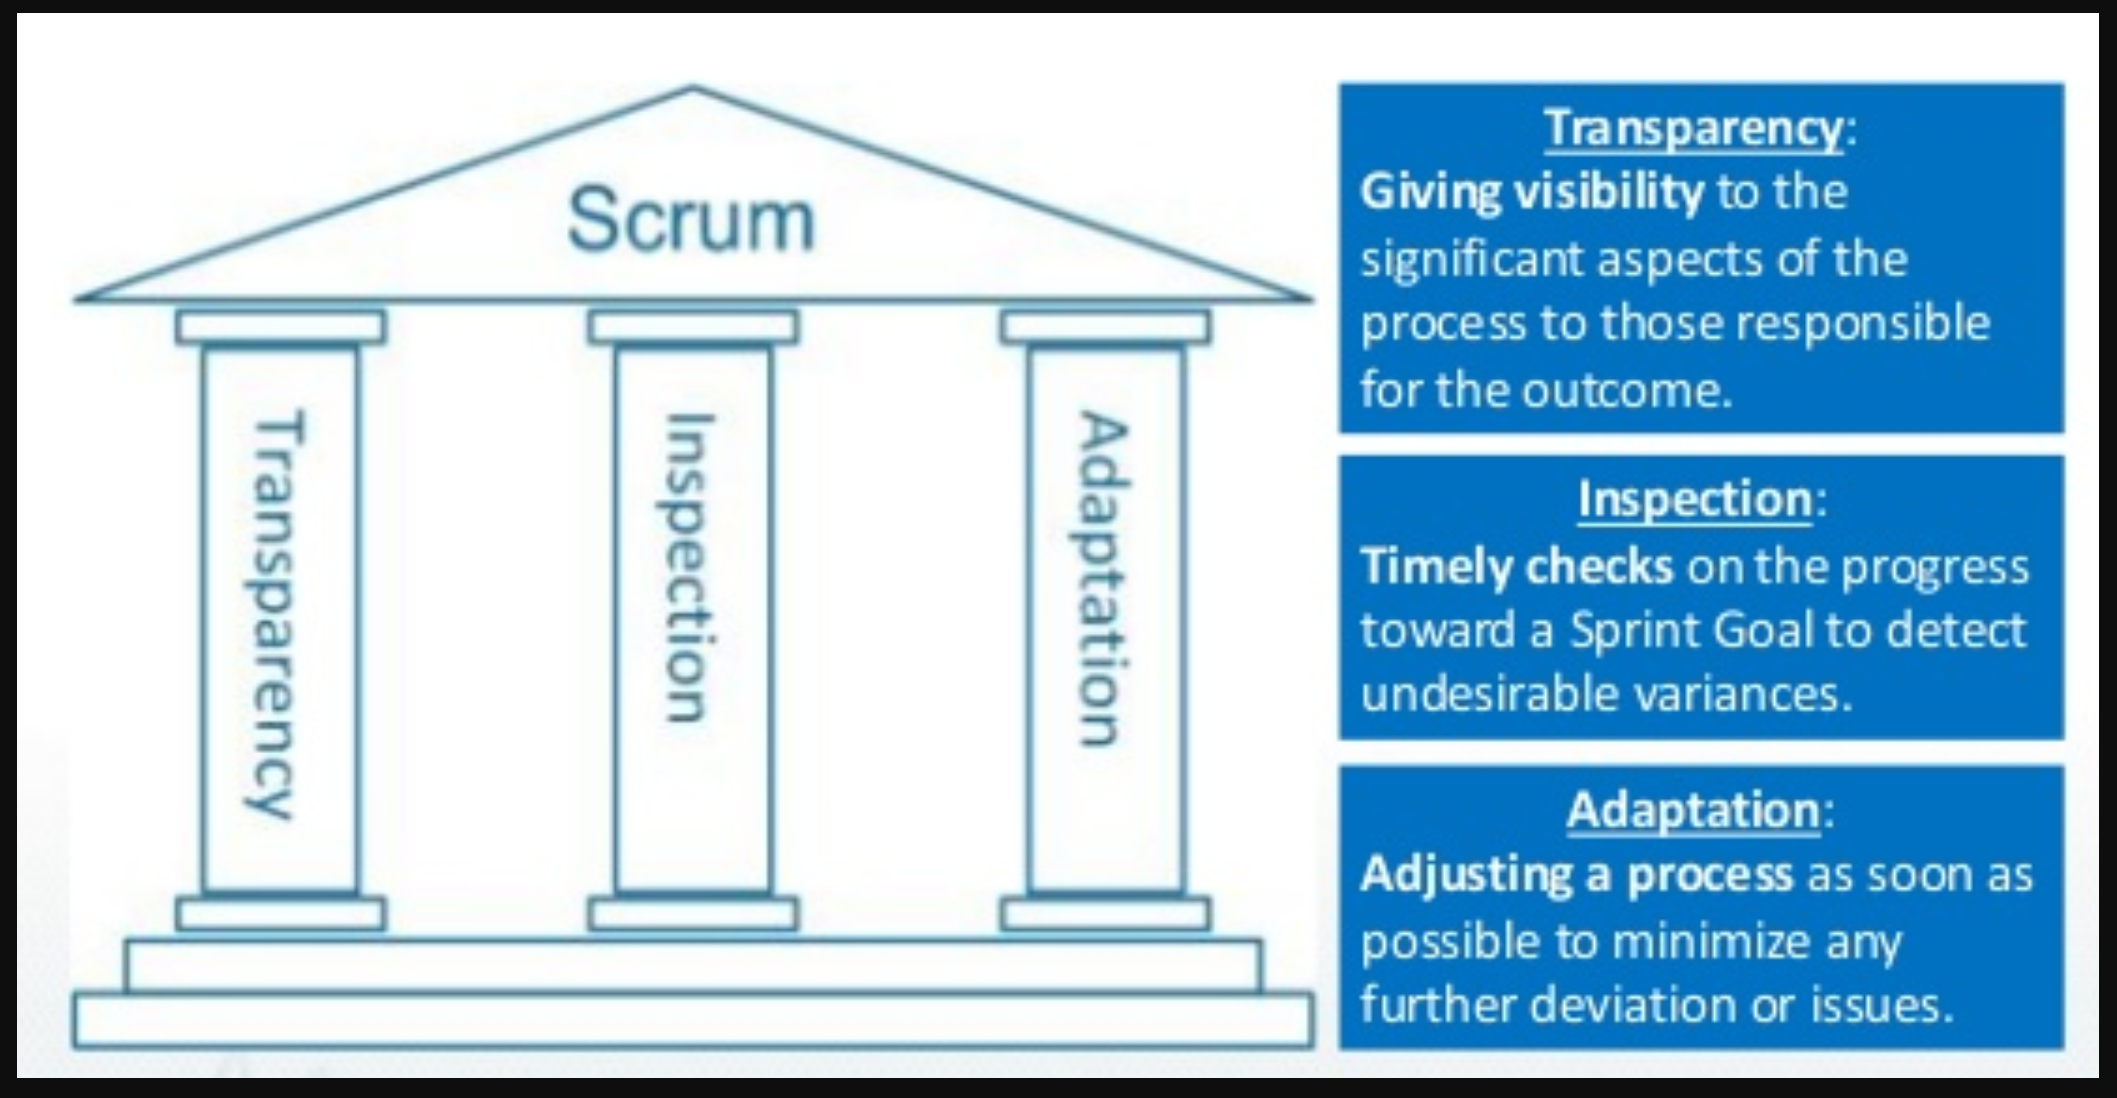 Scrum
Transparency
Inspection
Adaptation
Transparency:
Giving visibility to the
significant aspects of the
process to those responsible
for the outcome.
Inspection:
Timely checks on the progress
toward a Sprint Goal to detect
undesirable variances.
Adaptation:
Adjusting a process as soon as
possible to minimize any
further deviation or issues.